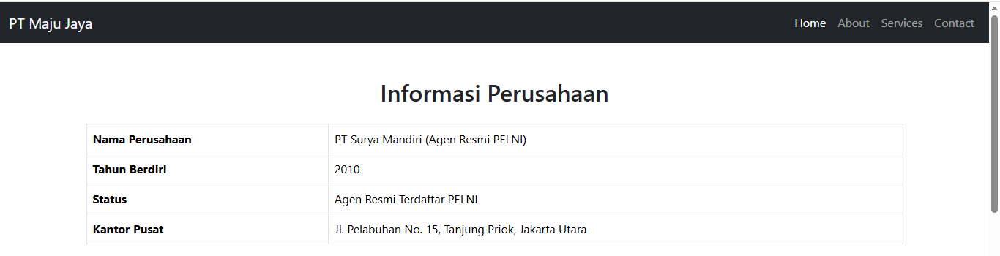 PT Maju Jaya Home About Services Contact
Informasi Perusahaan
Nama Perusahaan PT Surya Mandiri (Agen Resmi PELNI)
Tahun Berdiri 2010
Status Agen Resmi Terdaftar PELNI
Kantor Pusat Jl. Pelabuhan No. 15, Tanjung Priok, Jakarta Utara